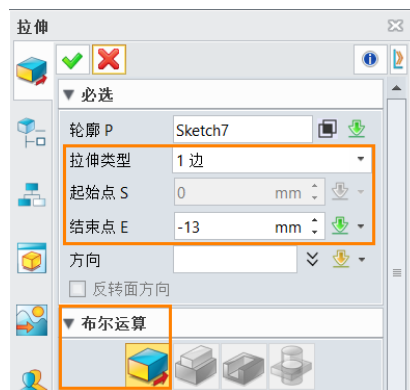 拉伸
▼ 必选
轮廓 P Sketch7
拉伸类型 1 边
起始点 S 0 mm
结束点 E -13 mm
方向
反转面方向
▼ 布尔运算